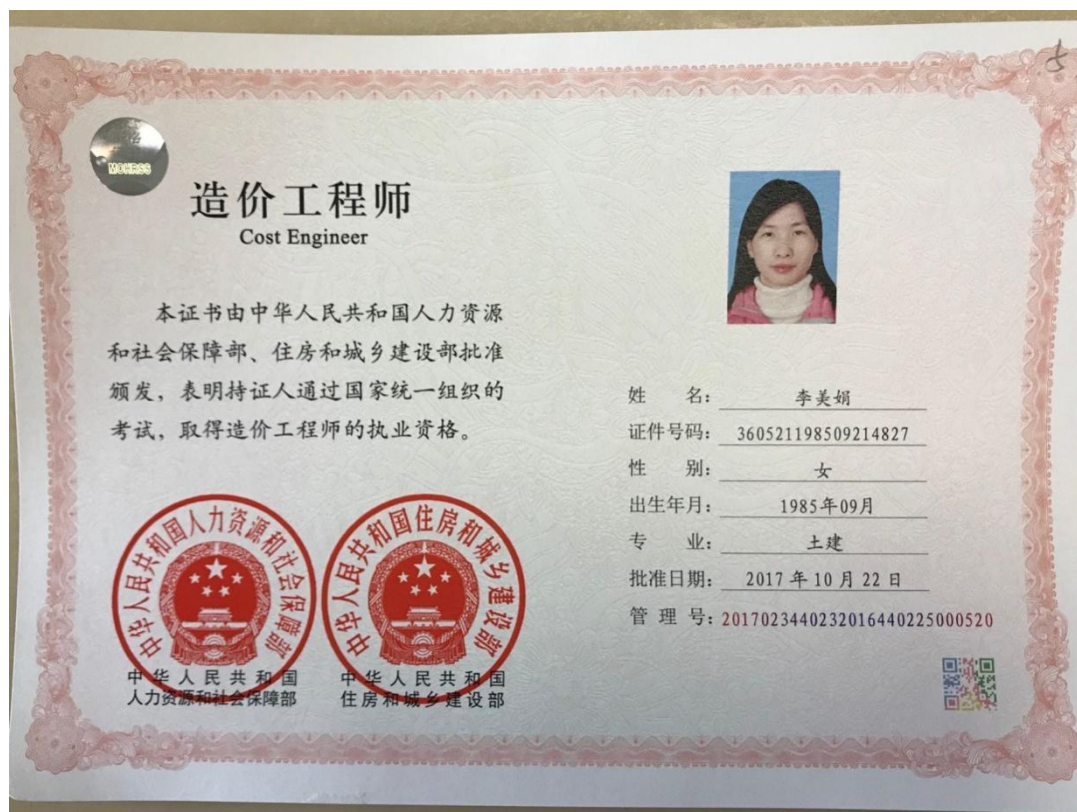 5
MOHRSS
造价工程师
Cost Engineer
本证书由中华人民共和国人力资源
和社会保障部、住房和城乡建设部批准
颁发，表明持证人通过国家统一组织的
考试，取得造价工程师的执业资格。
姓 名：李美娟
证件号码：360521198509214827
性 别：女
出生年月：1985年09月
专 业：土建
批准日期：2017年10月22日
管 理 号：2017023440232016440225000520
中华人民共和国人力资源和社会保障部
中华人民共和国住房和城乡建设部
中华人民共和国
人力资源和社会保障部
中华人民共和国
住房和城乡建设部